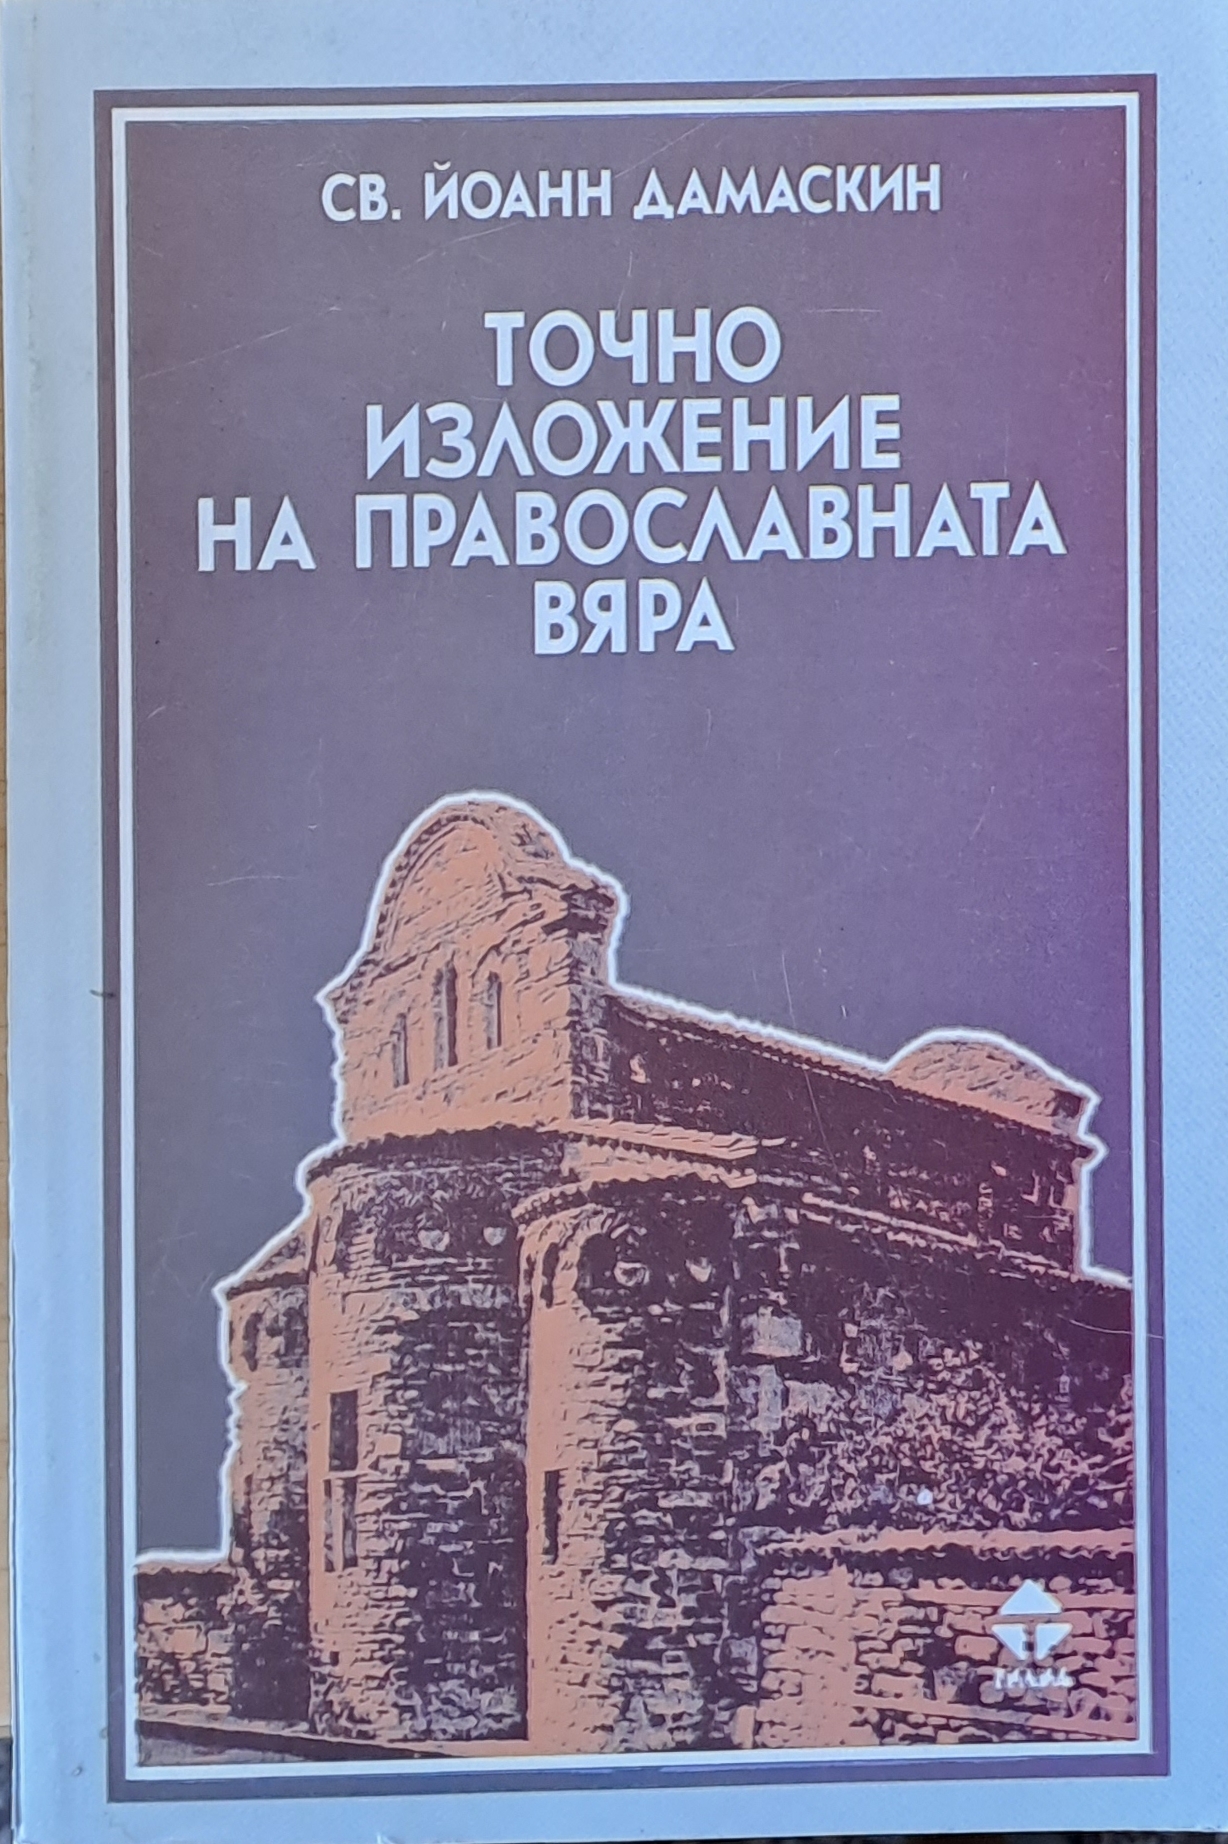 СВ. ЙОАНН ДАМАСКИН
ТОЧНО
ИЗЛОЖЕНИЕ
НА ПРАВОСЛАВНАТА
ВЯРА